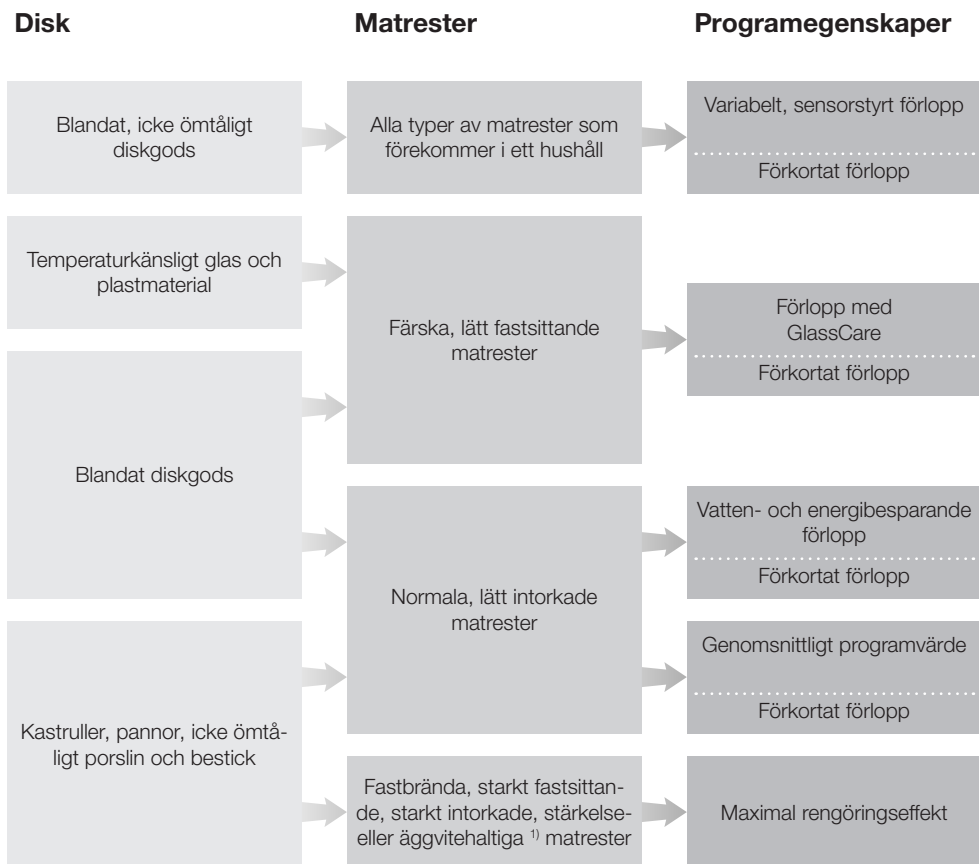 Disk
Matrester
Programegenskaper
Blandat, icke ömtåligt
diskgods
Alla typer av matrester som
förekommer i ett hushåll
Variabelt, sensorstyrt förlopp
Förkortat förlopp
Temperaturkänsligt glas och
plastmaterial
Färska, lätt fastsittande
matrester
Förlopp med
GlassCare
Förkortat förlopp
Blandat diskgods
Normala, lätt intorkade
matrester
Vatten- och energibesparande
förlopp
Förkortat förlopp
Genomsnittligt programvärde
Förkortat förlopp
Kastruller, pannor, icke ömtå-
ligt porslin och bestick
Fastbrända, starkt fastsittan-
de, starkt intorkade, stärkelse-
eller äggvitehaltiga 1) matrester
Maximal rengöringseffekt